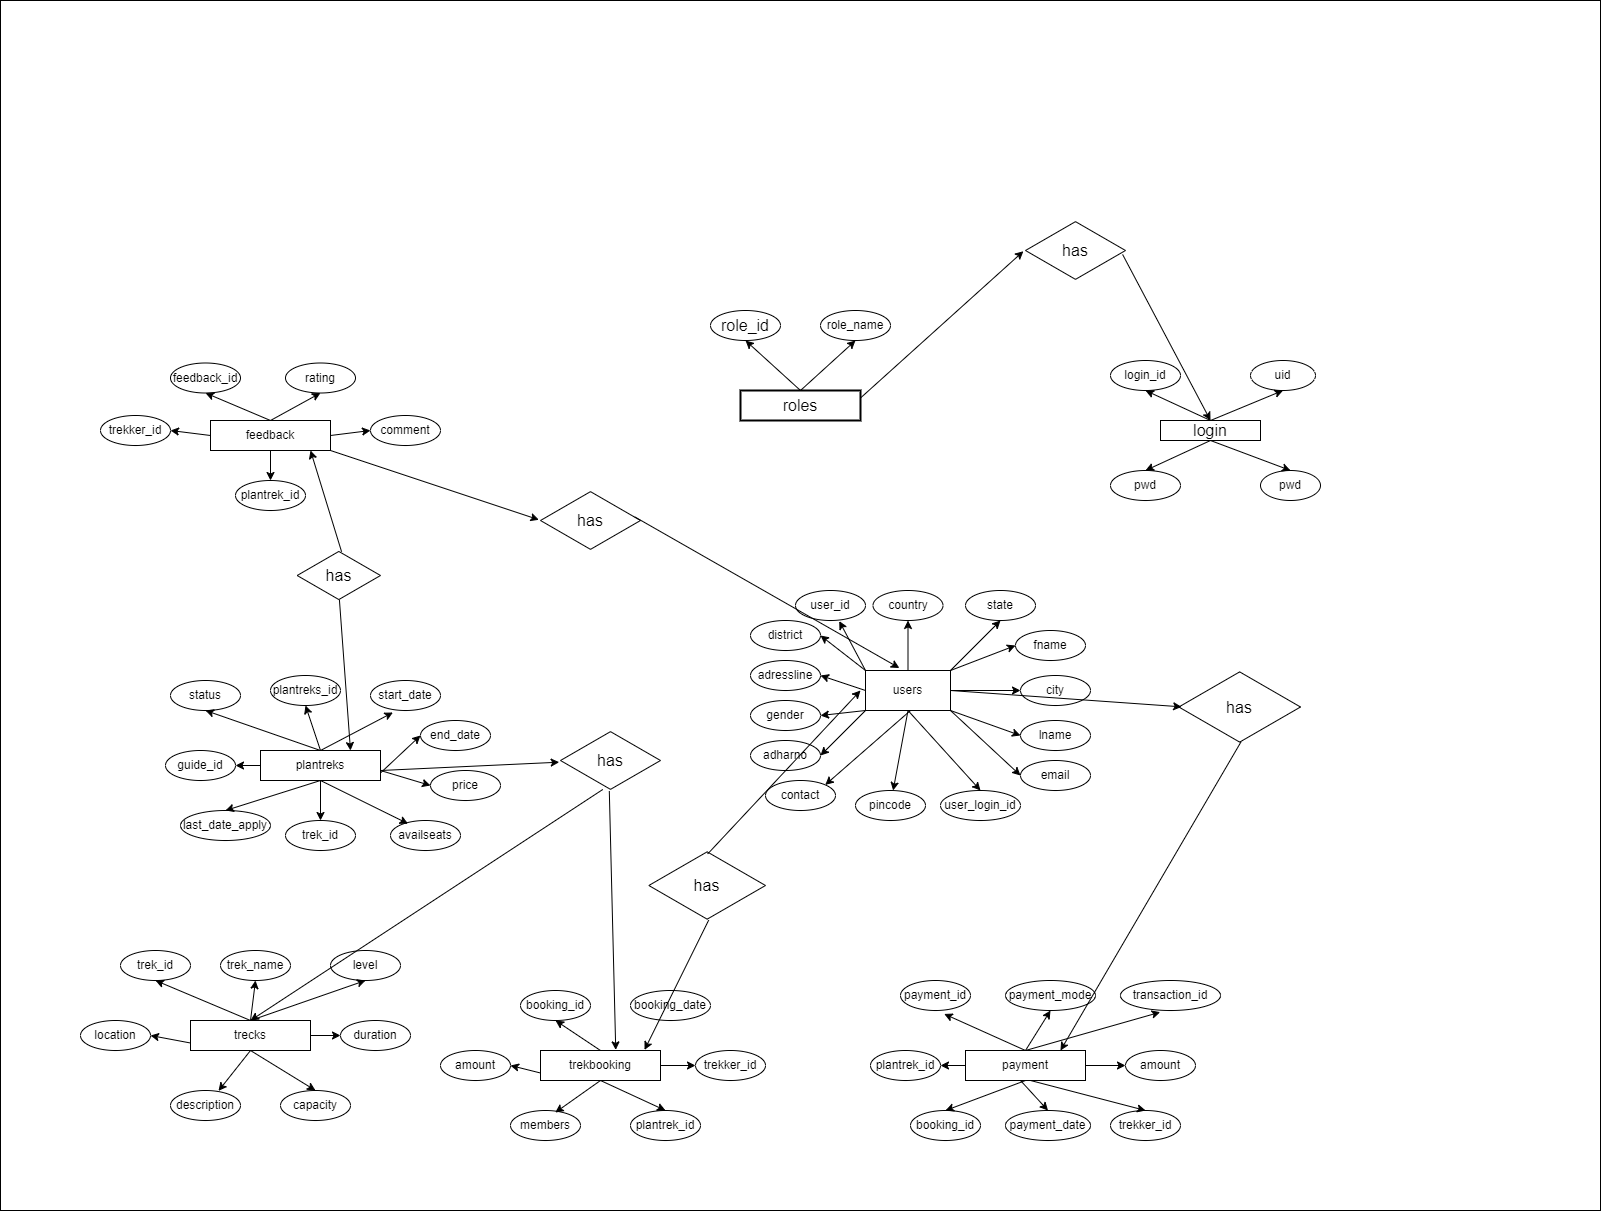 has
role_id
role_name
roles
login_id
uid
login
pwd
pwd
feedback_id
rating
trekker_id
comment
feedback
plantrek_id
has
has
user_id
country
state
district
fname
adressline
users
city
gender
lname
adharno
email
contact
pincode
user_login_id
has
status
plantreks_id
start_date
end_date
guide_id
plantreks
price
last_date_apply
trek_id
availseats
has
has
trek_id
trek_name
level
location
trecks
duration
description
capacity
booking_id
booking_date
amount
trekbooking
trekker_id
members
plantrek_id
payment_id
payment_mode
transaction_id
plantrek_id
payment
amount
booking_id
payment_date
trekker_id